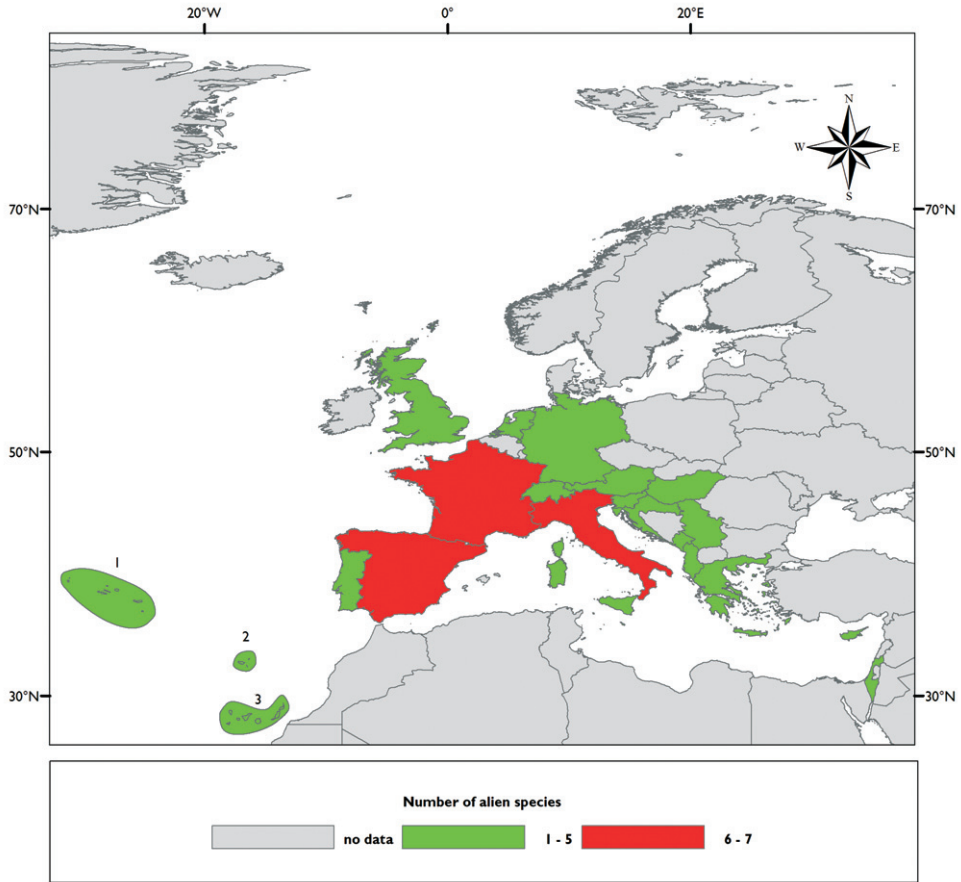 20°W 0° 20°E
N
W E
S
70°N 70°N
50°N 50°N
1
2
30°N 3 30°N
Number of alien species
no data 1 - 5 6 - 7